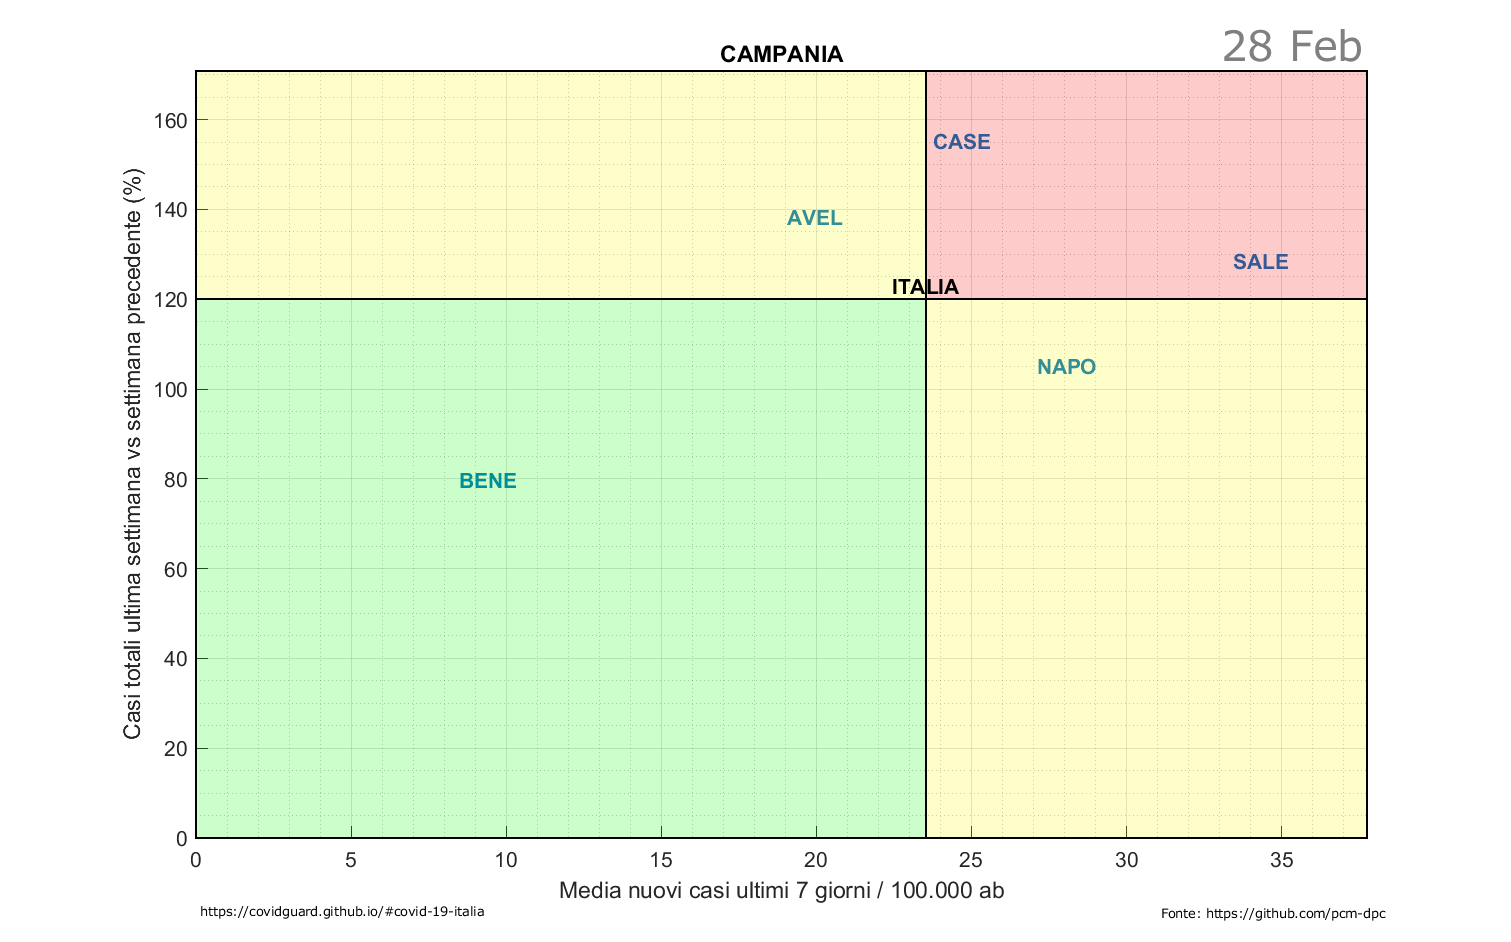 CAMPANIA
28 Feb
Casi totali ultima settimana vs settimana precedente (%)
160
140
120
100
80
60
40
20
0
CASE
AVEL
SALE
ITALIA
NAPO
BENE
0 5 10 15 20 25 30 35
Media nuovi casi ultimi 7 giorni / 100.000 ab
https://covidguard.github.io/#covid-19-italia
Fonte: https://github.com/pcm-dpc